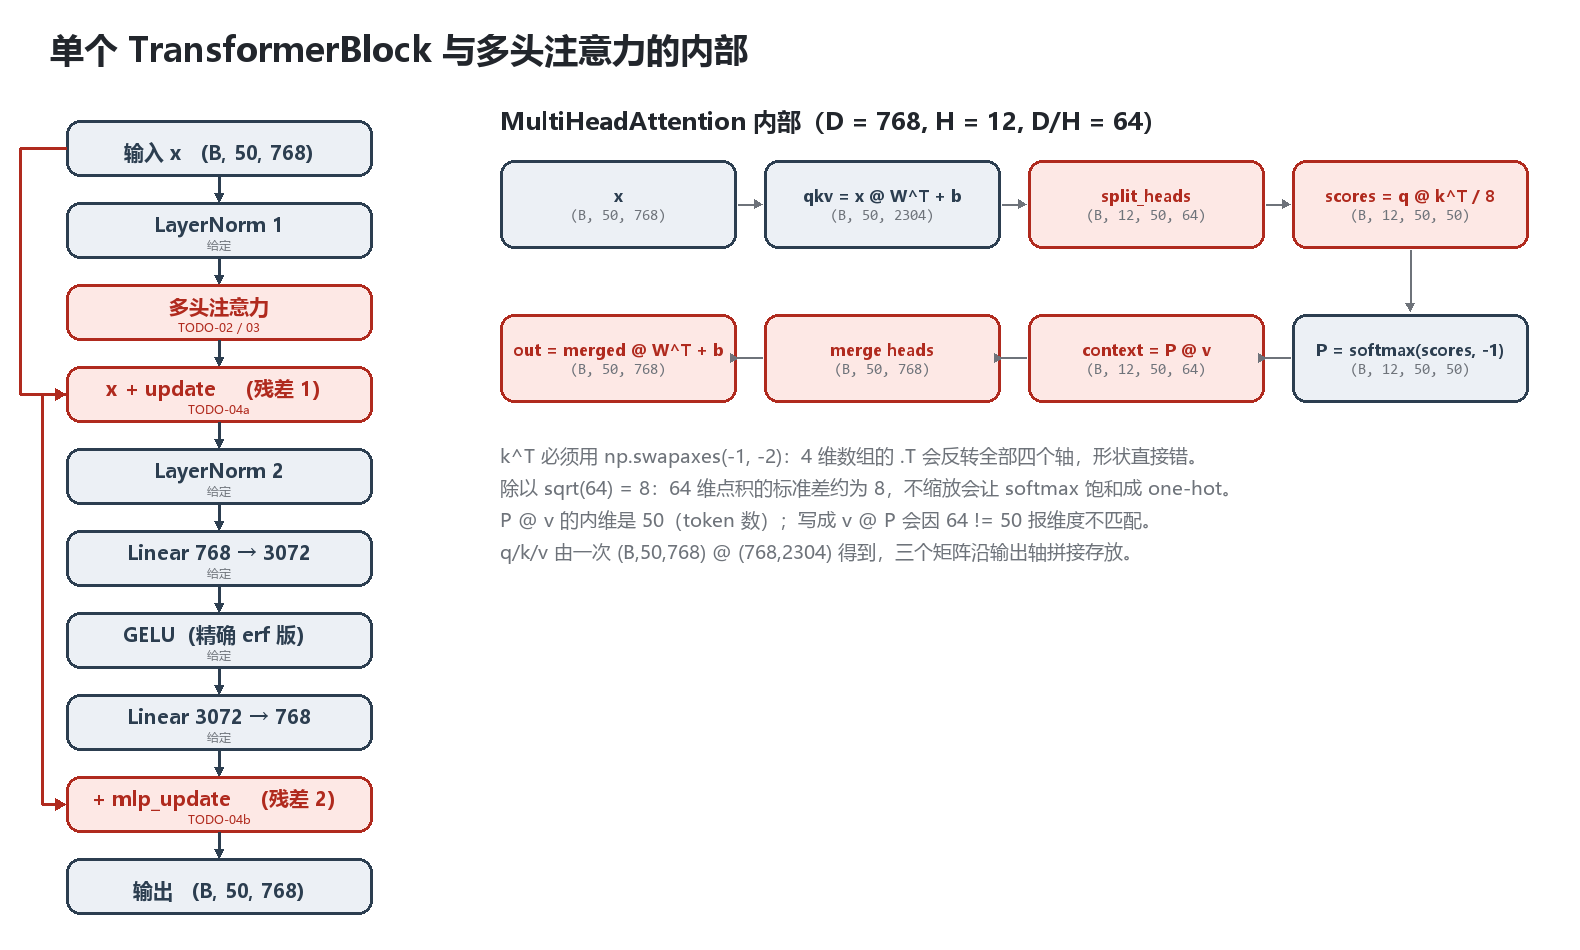 单个 TransformerBlock 与多头注意力的内部
输入 x (B, 50, 768)
LayerNorm 1
给定
多头注意力
TODO-02 / 03
x + update (残差 1)
TODO-04a
LayerNorm 2
给定
Linear 768 → 3072
给定
GELU (精确 erf 版)
给定
Linear 3072 → 768
给定
+ mlp_update (残差 2)
TODO-04b
输出 (B, 50, 768)
MultiHeadAttention 内部（D = 768, H = 12, D/H = 64）
x
(B, 50, 768)
qkv = x @ W^T + b
(B, 50, 2304)
split_heads
(B, 12, 50, 64)
scores = q @ k^T / 8
(B, 12, 50, 50)
out = merged @ W^T + b
(B, 50, 768)
merge heads
(B, 50, 768)
context = P @ v
(B, 12, 50, 64)
P = softmax(scores, -1)
(B, 12, 50, 50)
k^T 必须用 np.swapaxes(-1, -2)：4 维数组的 .T 会反转全部四个轴，形状直接错。
除以 sqrt(64) = 8：64 维点积的标准差约为 8，不缩放会让 softmax 饱和成 one-hot。
P @ v 的内维是 50（token 数）；写成 v @ P 会因 64 != 50 报维度不匹配。
q/k/v 由一次 (B,50,768) @ (768,2304) 得到，三个矩阵沿输出轴拼接存放。